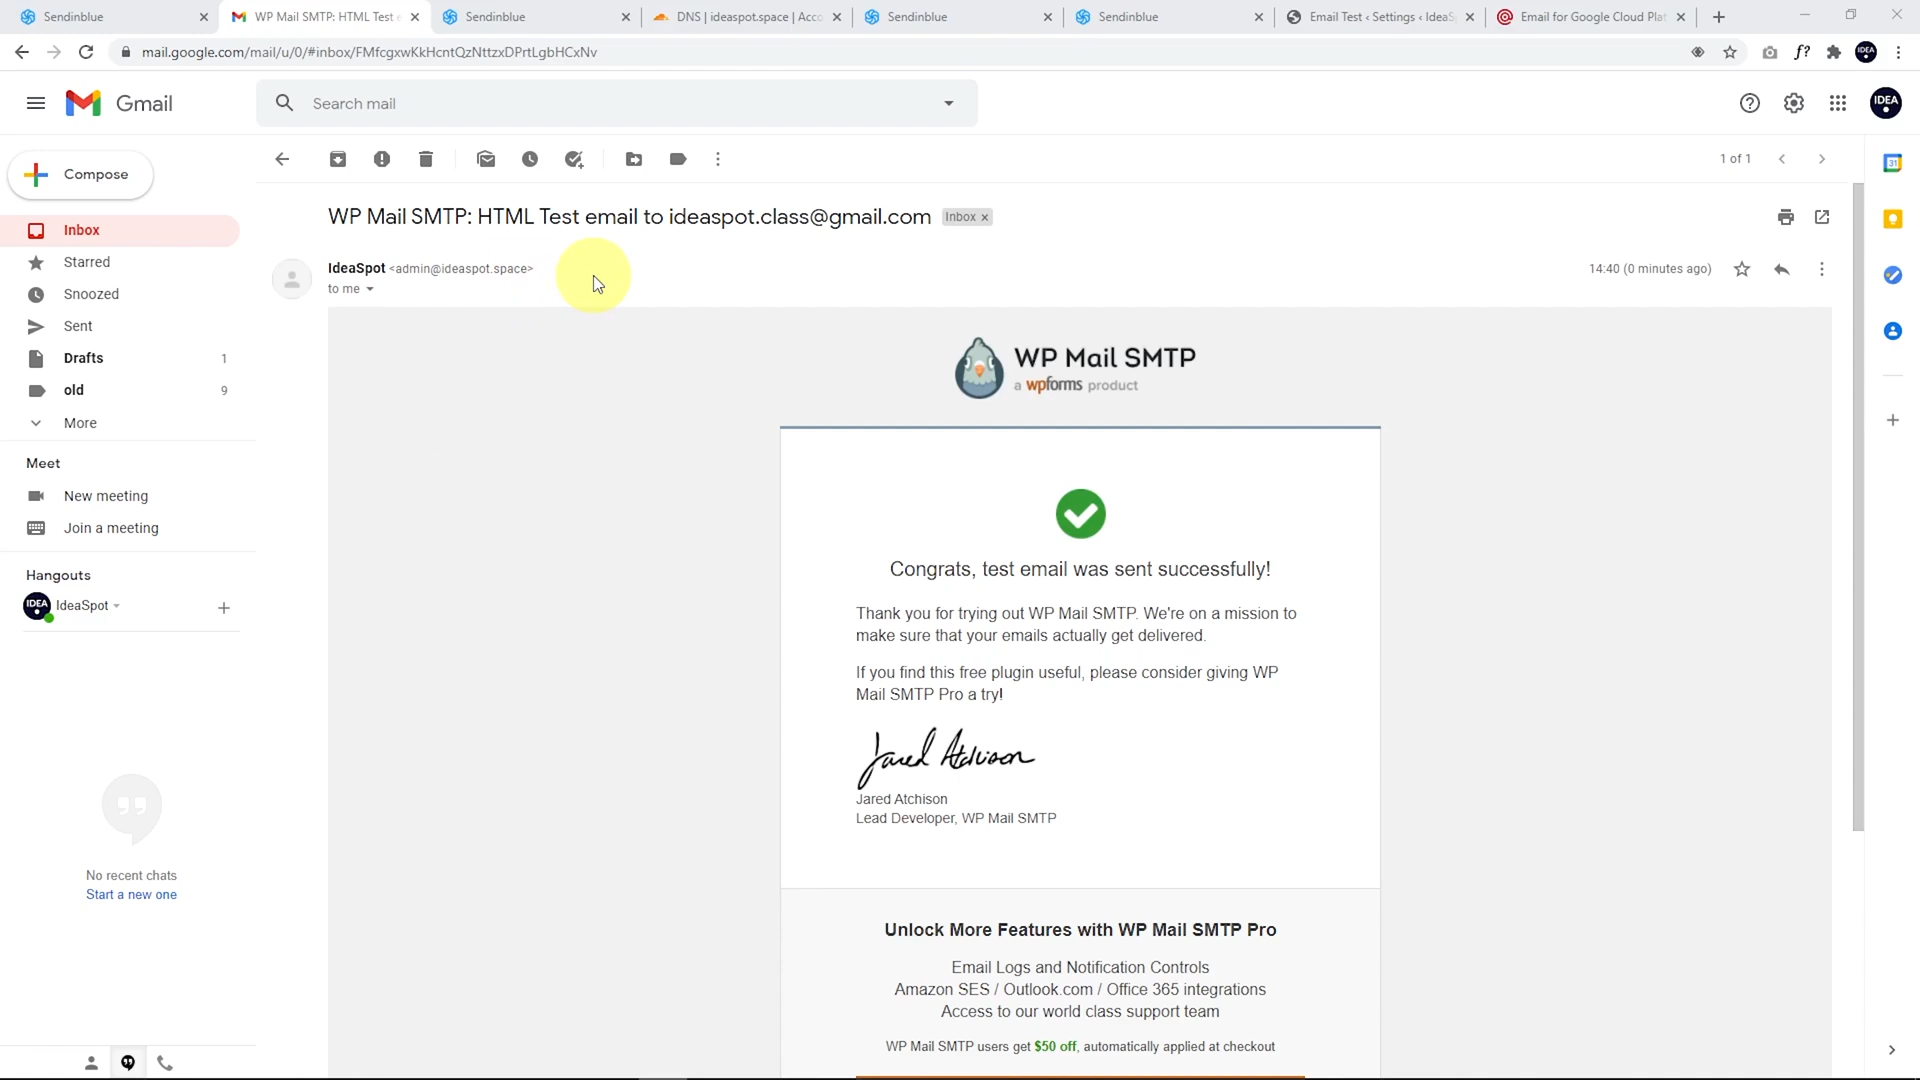 Sendinblue
WP Mail SMTP: HTML Test
Sendinblue
DNS | ideaspot.space | Acco
Sendinblue
Sendinblue
Email Test ‹ Settings ‹ IdeaS
Email for Google Cloud Plat
mail.google.com/mail/u/0/#inbox/FMfcgxwKkHcntQzNttzxDPrtLgbHCxNv
f?
IDEA
Gmail
Search mail
IDEA
Compose
1 of 1
31
WP Mail SMTP: HTML Test email to ideaspot.class@gmail.com
Inbox ×
Inbox
Starred
Snoozed
Sent
Drafts 1
old 9
More
IdeaSpot <admin@ideaspot.space>
14:40 (0 minutes ago)
to me
Meet
New meeting
Join a meeting
Hangouts
IDEA
IdeaSpot
No recent chats
Start a new one
WP Mail SMTP
a wpforms product
Congrats, test email was sent successfully!
Thank you for trying out WP Mail SMTP. We're on a mission to
make sure that your emails actually get delivered.
If you find this free plugin useful, please consider giving WP
Mail SMTP Pro a try!
Jared Atchison
Jared Atchison
Lead Developer, WP Mail SMTP
Unlock More Features with WP Mail SMTP Pro
Email Logs and Notification Controls
Amazon SES / Outlook.com / Office 365 integrations
Access to our world class support team
WP Mail SMTP users get $50 off, automatically applied at checkout